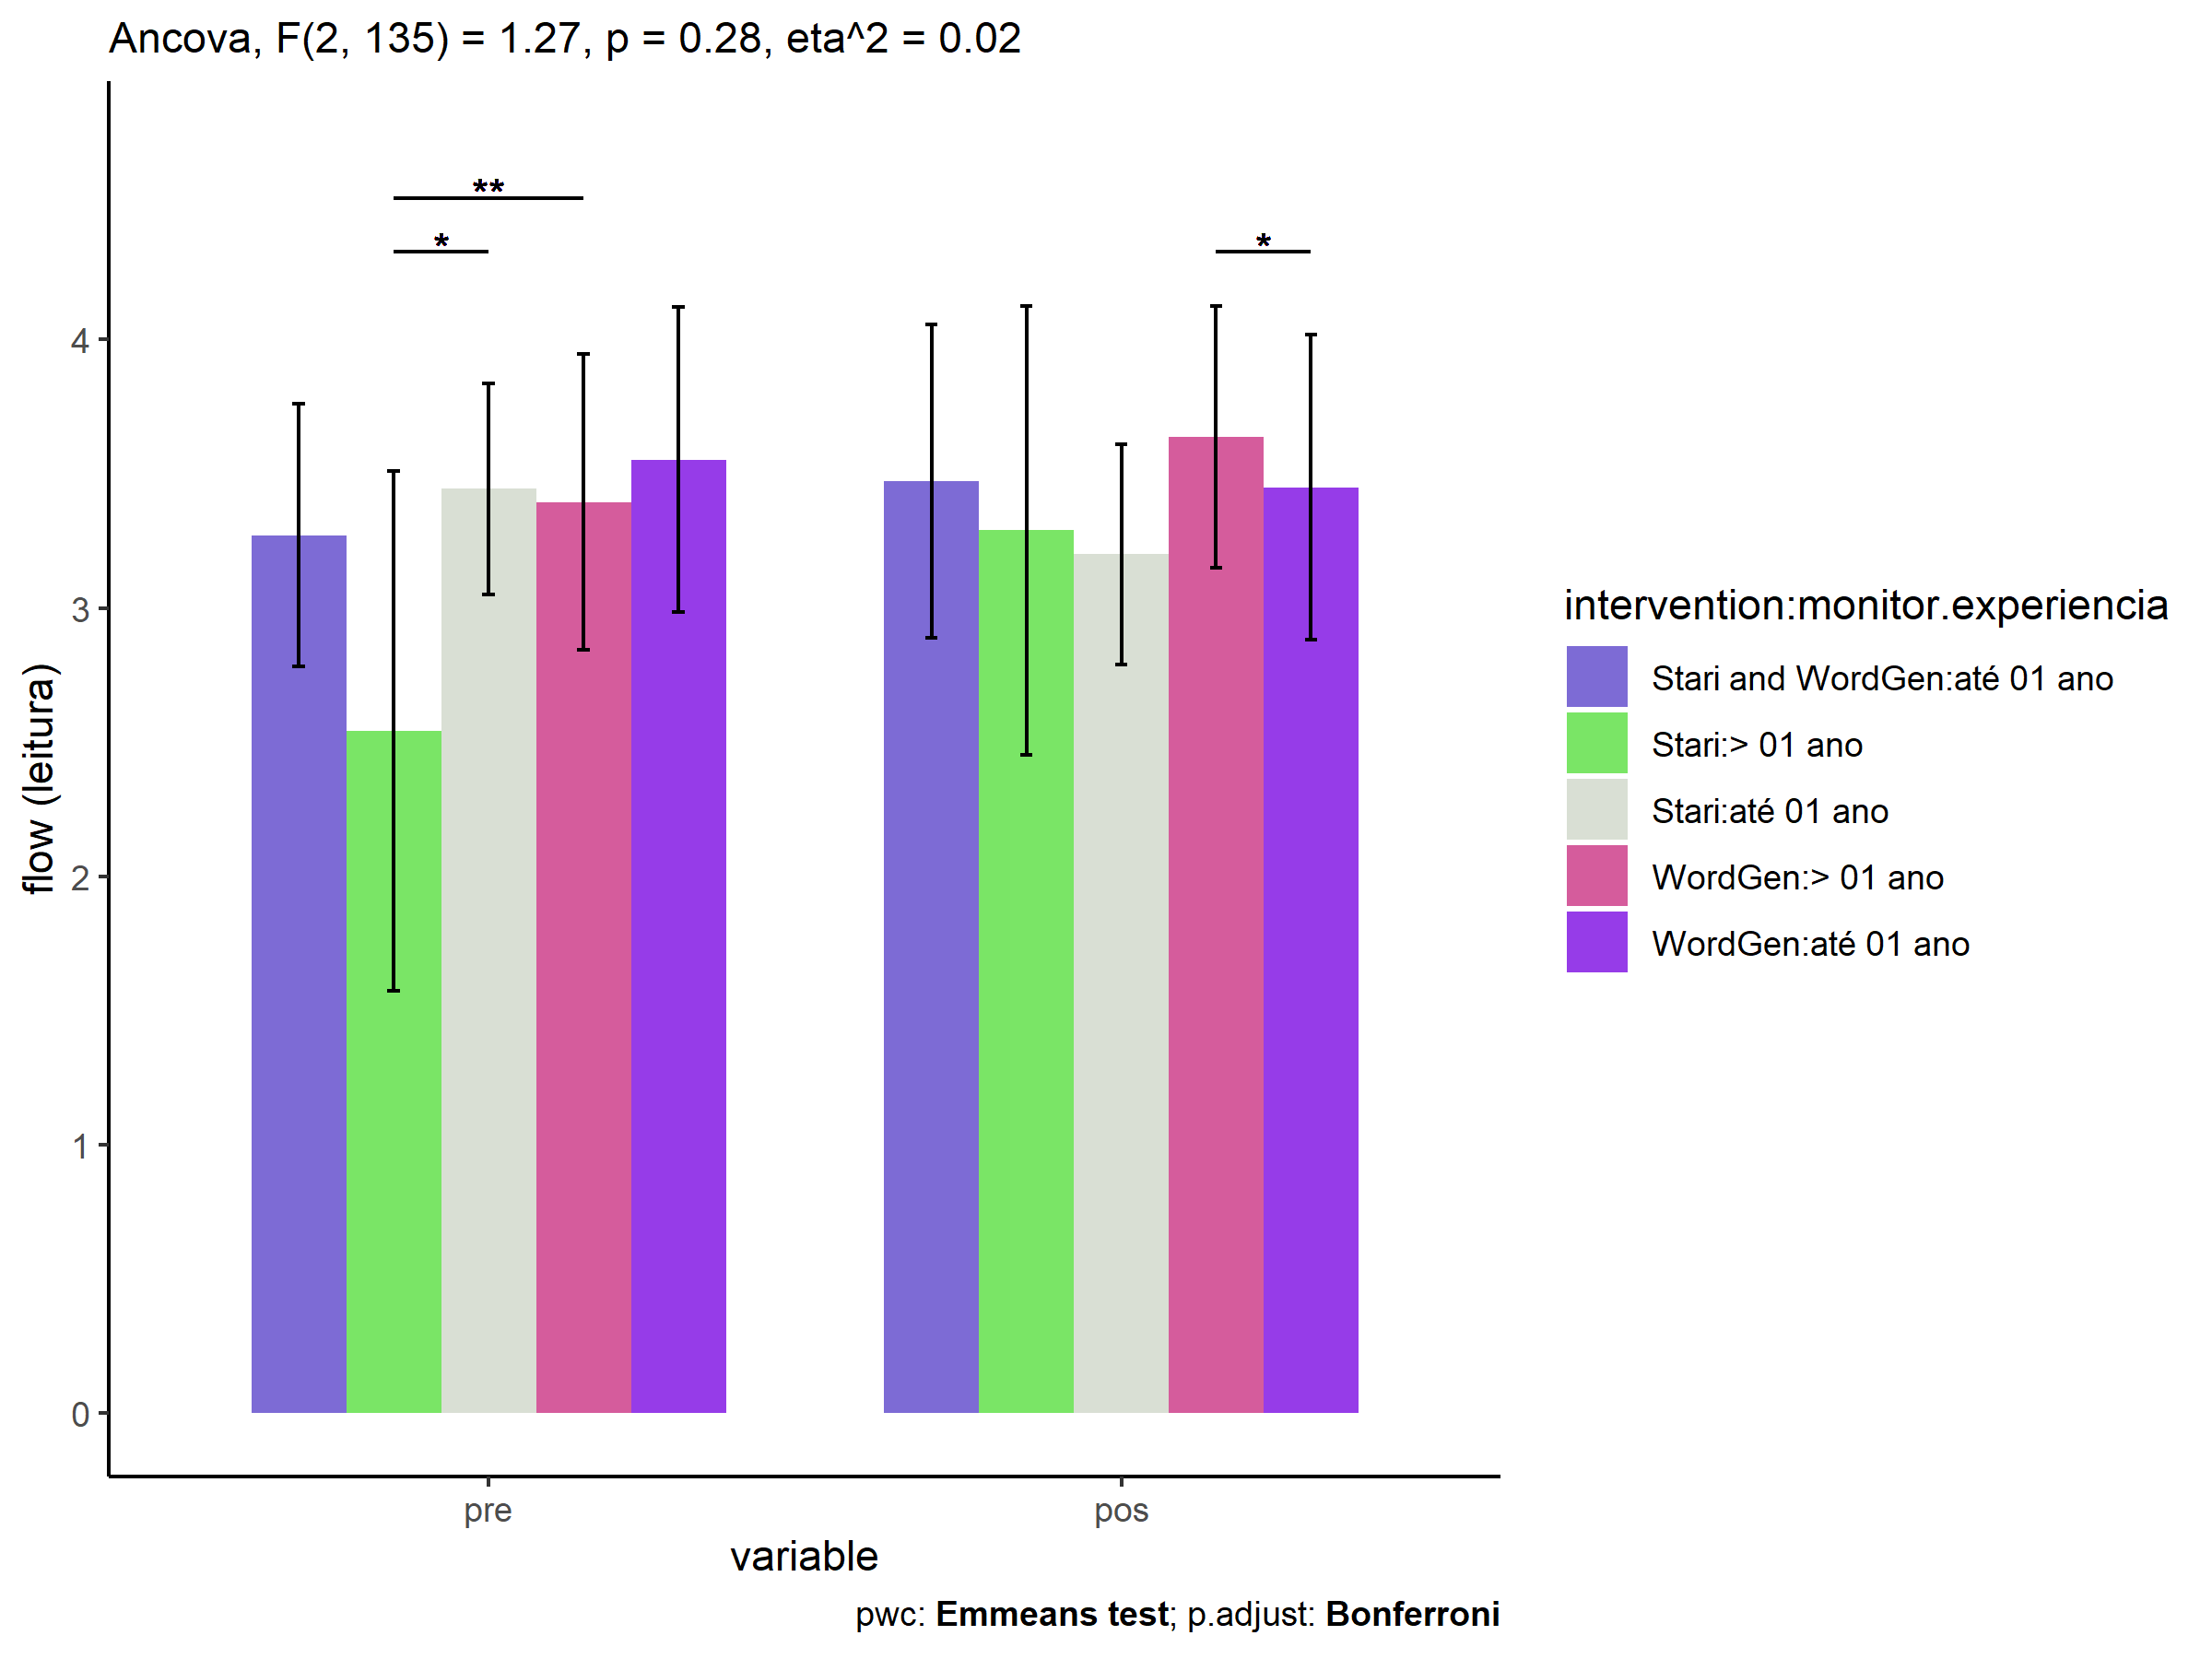 Ancova, F(2, 135) = 1.27, p = 0.28, eta^2 = 0.02
**
*
*
4
3
2
1
0
flow (leitura)
pre
pos
variable
pwc: Emmeans test; p.adjust: Bonferroni
intervention:monitor.experiencia
Stari and WordGen:até 01 ano
Stari:> 01 ano
Stari:até 01 ano
WordGen:> 01 ano
WordGen:até 01 ano